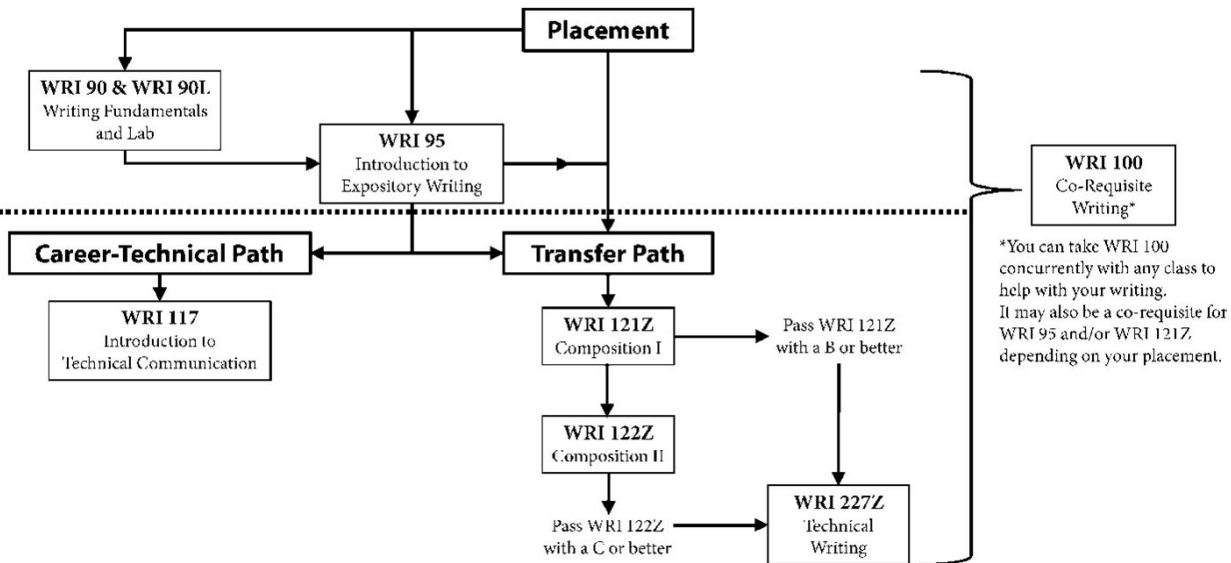 Placement
WRI 90 & WRI 90L
Writing Fundamentals
and Lab
WRI 95
Introduction to
Expository Writing
WRI 100
Co-Requisite
Writing*
*You can take WRI 100
concurrently with any class to
help with your writing.
It may also be a co-requisite for
WRI 95 and/or WRI 121Z
depending on your placement.
Career-Technical Path
Transfer Path
WRI 117
Introduction to
Technical Communication
WRI 121Z
Composition I
Pass WRI 121Z
with a B or better
WRI 122Z
Composition II
Pass WRI 122Z
with a C or better
WRI 227Z
Technical
Writing